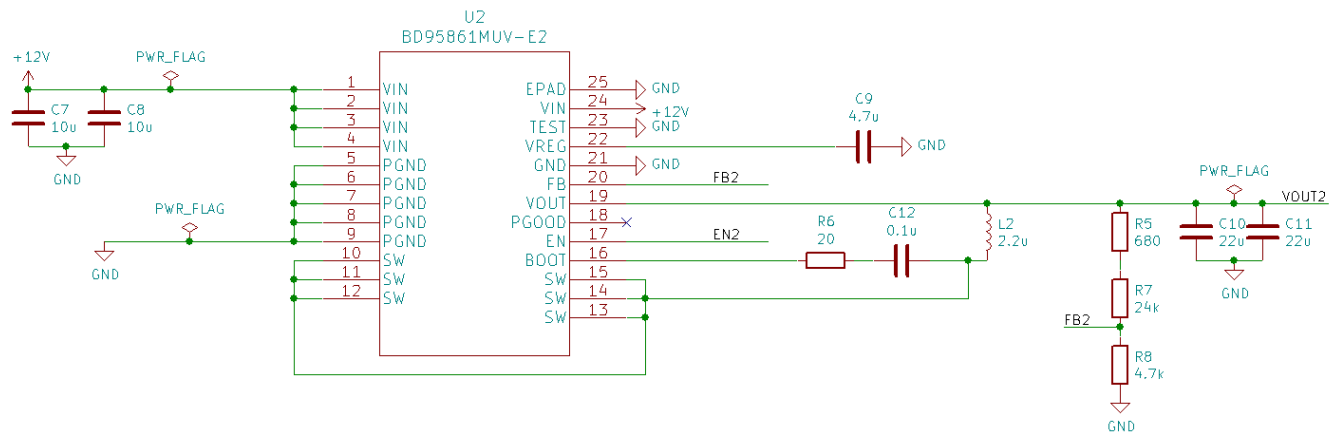 U2
BD95861MUV-E2
+12V
PWR_FLAG
C7
10u
C8
10u
GND
PWR_FLAG
GND
1 VIN
2 VIN
3 VIN
4 VIN
5 PGND
6 PGND
7 PGND
8 PGND
9 PGND
10 SW
11 SW
12 SW
EPAD 25 GND
VIN 24 +12V
TEST 23 GND
VREG 22
GND 21 GND
FB 20 FB2
VOUT 19
PGOOD 18
EN 17 EN2
BOOT 16
SW 15
SW 14
SW 13
C9
4.7u
GND
R6
20
C12
0.1u
L2
2.2u
PWR_FLAG
VOUT2
R5
680
C10
22u
C11
22u
GND
R7
24k
FB2
R8
4.7k
GND